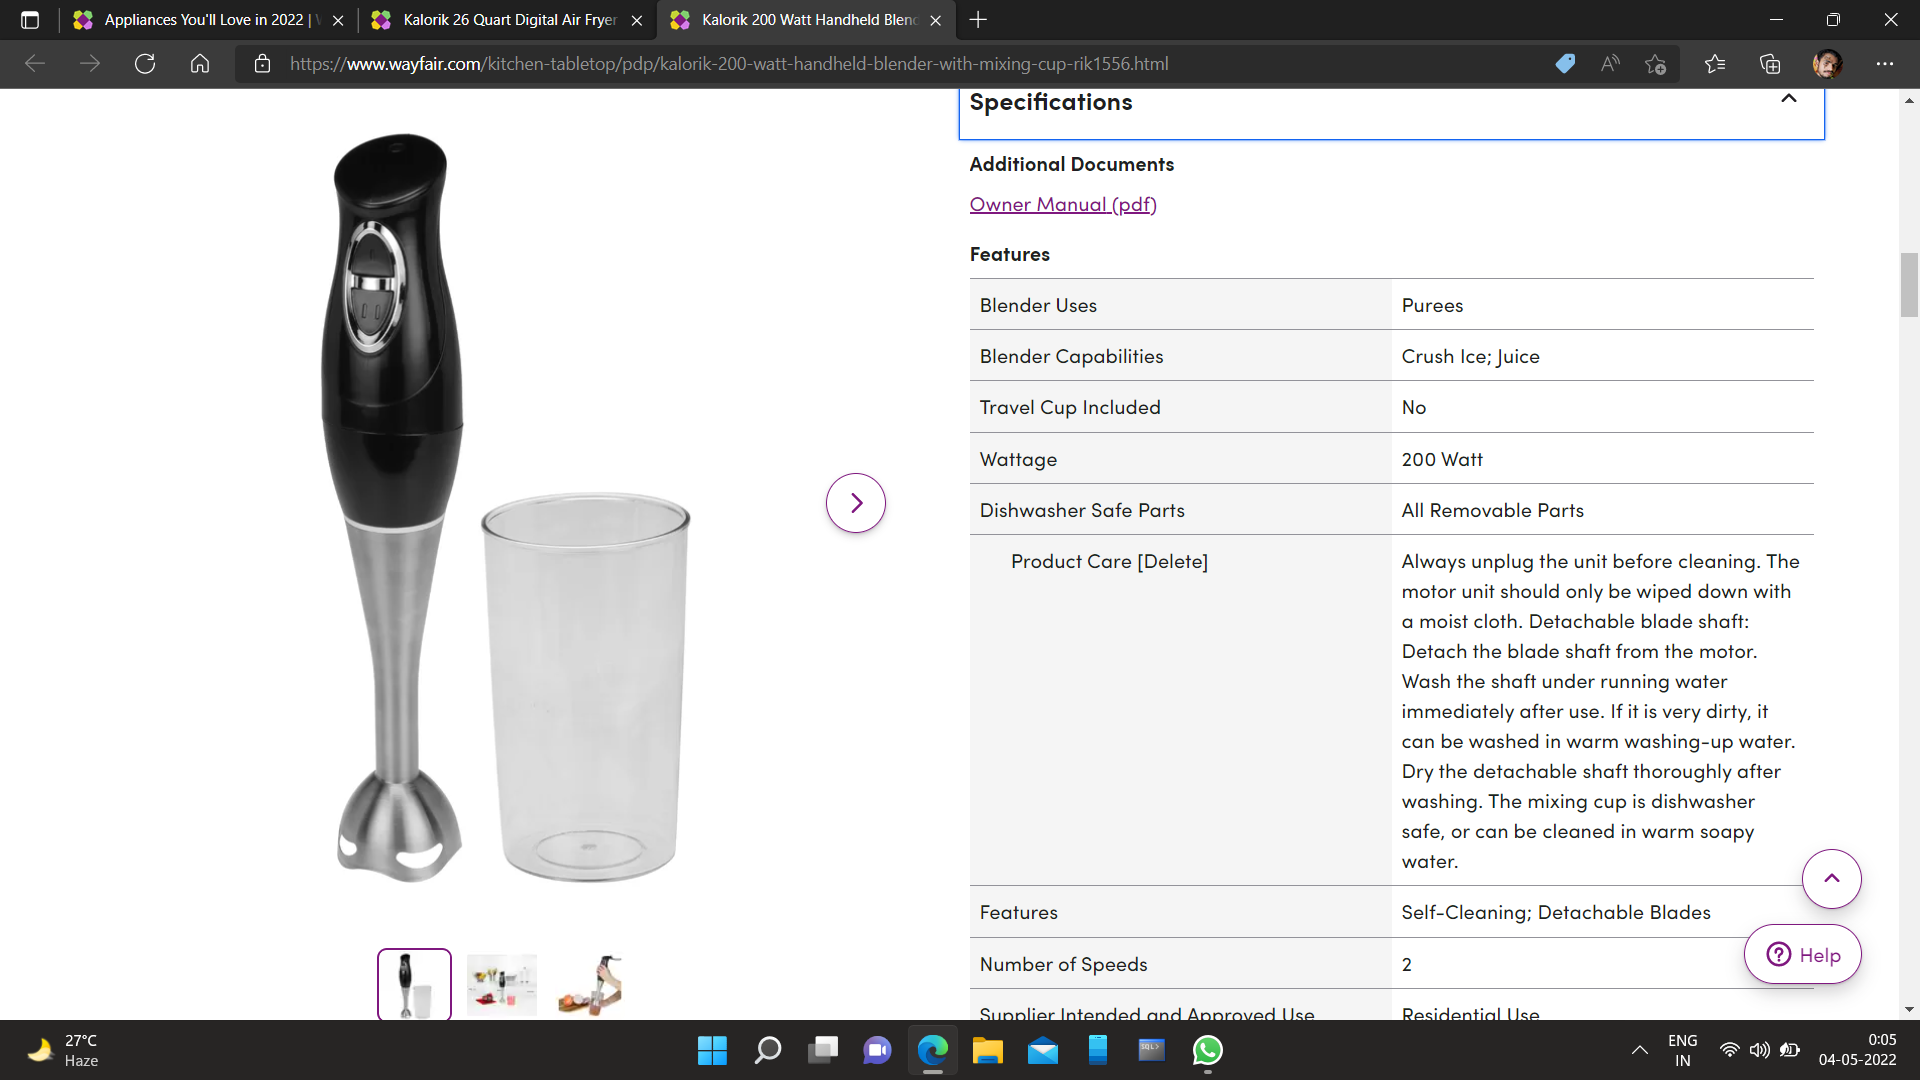 Appliances You'll Love in 2022 |
Kalorik 26 Quart Digital Air Fryer
Kalorik 200 Watt Handheld Blend
https://www.wayfair.com/kitchen-tabletop/pdp/kalorik-200-watt-handheld-blender-with-mixing-cup-rik1556.html
Specifications
Additional Documents
Owner Manual (pdf)
Features
Blender Uses Purees
Blender Capabilities Crush Ice; Juice
Travel Cup Included No
Wattage 200 Watt
Dishwasher Safe Parts All Removable Parts
Product Care [Delete] Always unplug the unit before cleaning. The
motor unit should only be wiped down with
a moist cloth. Detachable blade shaft:
Detach the blade shaft from the motor.
Wash the shaft under running water
immediately after use. If it is very dirty, it
can be washed in warm washing-up water.
Dry the detachable shaft thoroughly after
washing. The mixing cup is dishwasher
safe, or can be cleaned in warm soapy
water.
Features Self-Cleaning; Detachable Blades
Number of Speeds 2
Help
Supplier Intended and Approved Use Residential Use
27°C
Haze
SQL>
ENG
IN
0:05
04-05-2022